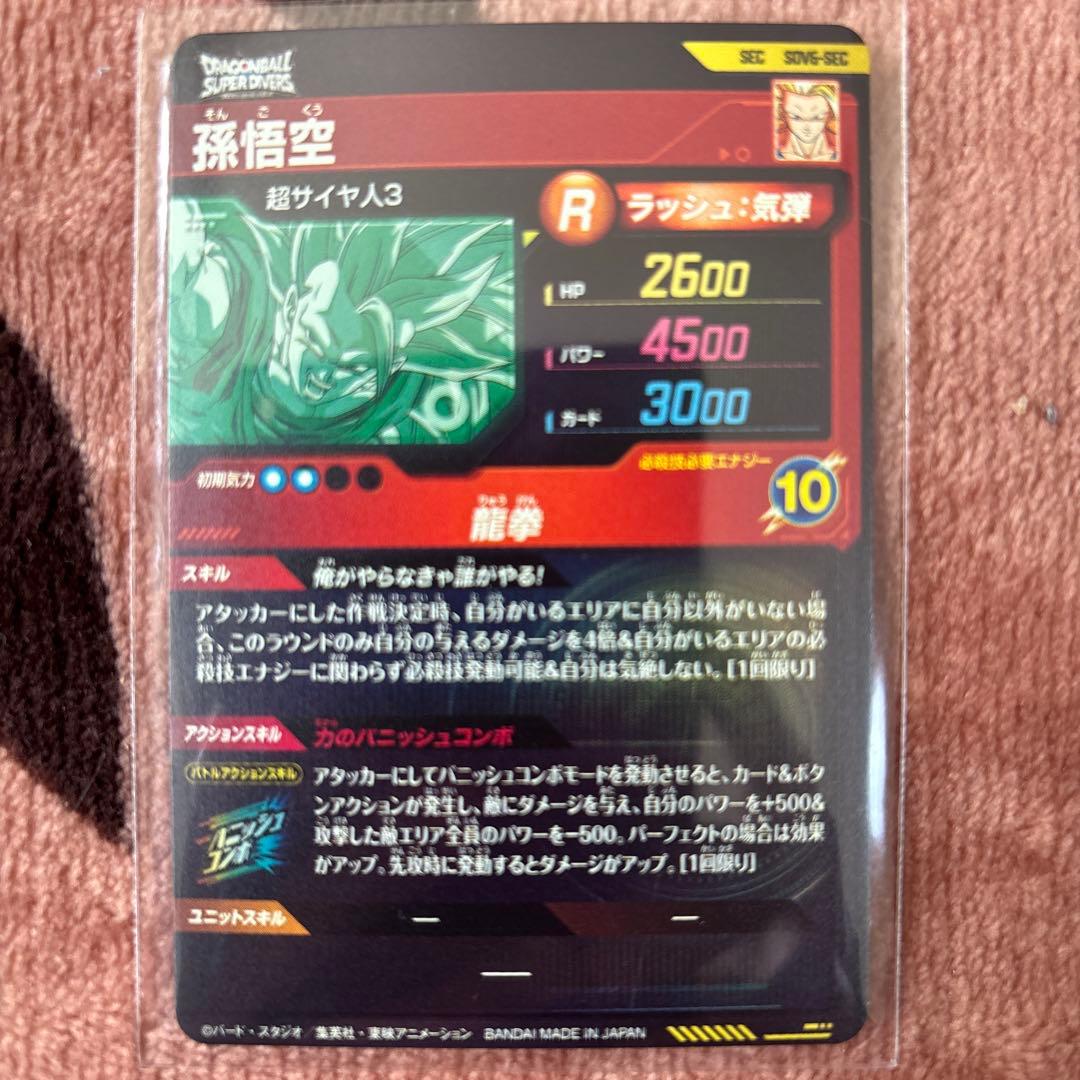 DRAGONBALL
SUPER DIVERS
SEC SDV6-SEC
そん ご くう
孫悟空
超サイヤ人3
R ラッシュ:気弾
HP 2600
パワー 4500
ガード 3000
必殺技必要エナジー
10
初期気力
りゅう けん
龍拳
スキル 俺がやらなきゃ誰がやる!
アタッカーにした作戦決定時、自分がいるエリアに自分以外がいない場
合、このラウンドのみ自分の与えるダメージを4倍&自分がいるエリアの必
殺技エナジーに関わらず必殺技発動可能&自分は気絶しない。[1回限り]
アクションスキル 力のバニッシュコンボ
バトルアクションスキル
バニッシュ
コンボ
アタッカーにしてバニッシュコンボモードを発動させると、カード&ボタ
ンアクションが発生し、敵にダメージを与え、自分のパワーを+500&
攻撃した敵エリア全員のパワーを-500。パーフェクトの場合は効果
がアップ。先攻時に発動するとダメージがアップ。[1回限り]
ユニットスキル ― ―
―
©バード・スタジオ/集英社・東映アニメーション BANDAI MADE IN JAPAN